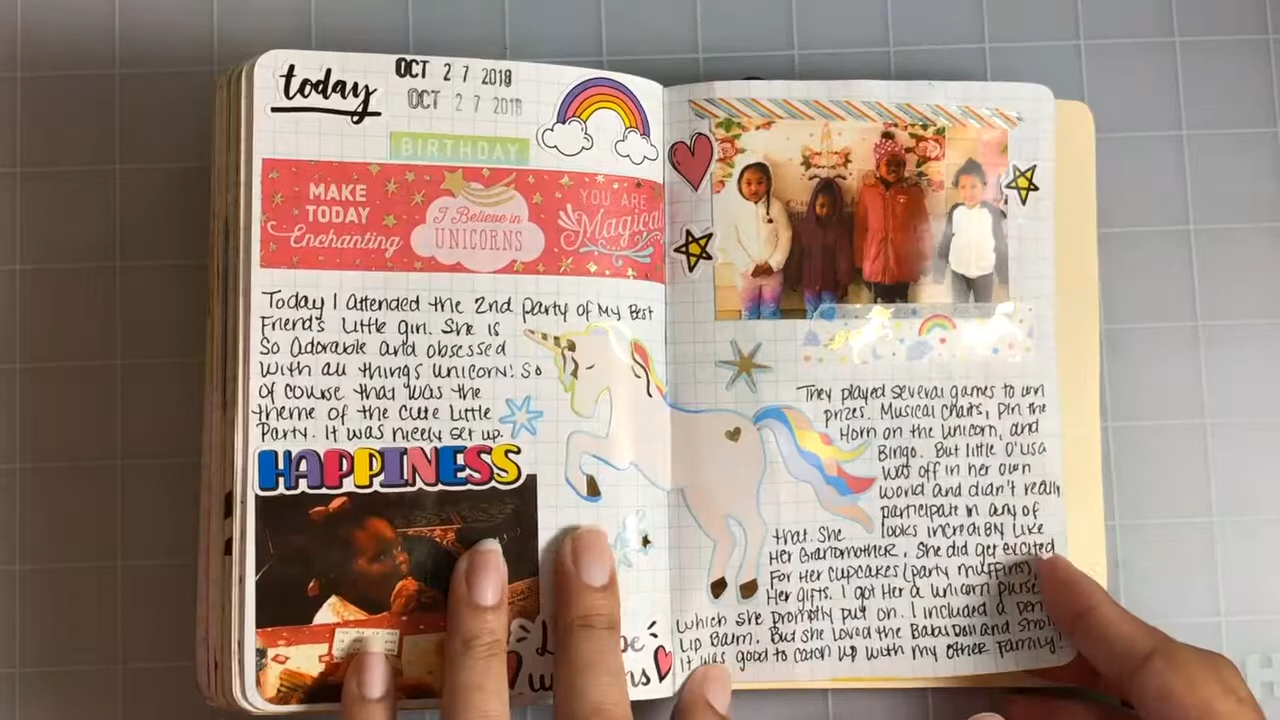 today
OCT 2 7 2018
OCT 2 7 2018
BIRTHDAY
MAKE
TODAY
Enchanting
I Believe in
UNICORNS
YOU ARE
Magical
Today I attended the 2nd party of My Best
Friend's Little girl. She is
So Adorable and obsessed
with all things unicorn! So
of course that was the
theme of the cute Little
Party. It was nicely set up.
HAPPINESS
They played several games to win
prizes. Musical chairs, pin the
Horn on the Unicorn, and
Bingo. But little O'Lisa
was off in her own
world and didn't really
participate in any of
that. She looks incredibly like
Her Grandmother. She did get excited
For Her cupcakes (party muffins),
Her gifts. I got Her a unicorn purse
which she promptly put on. I included a
Lip Balm. But she Loved the Baby Doll and
It was good to catch up with my other Family!